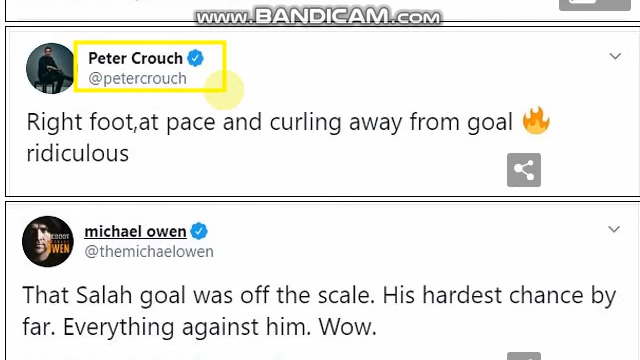 www.BANDICAM.com
Peter Crouch
@petercrouch
Right foot,at pace and curling away from goal 🔥
ridiculous
michael owen
@themichaelowen
That Salah goal was off the scale. His hardest chance by
far. Everything against him. Wow.